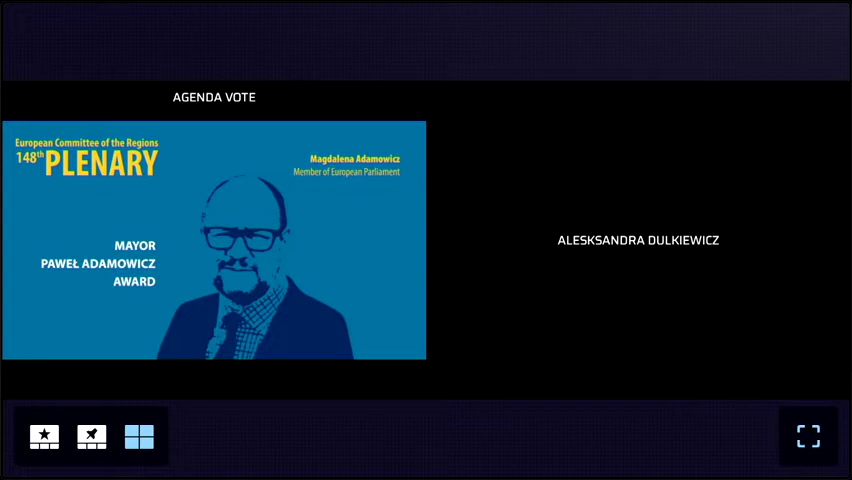 AGENDA VOTE
European Committee of the Regions
148th PLENARY
Magdalena Adamowicz
Member of European Parliament
MAYOR
PAWEŁ ADAMOWICZ
AWARD
ALESKSANDRA DULKIEWICZ